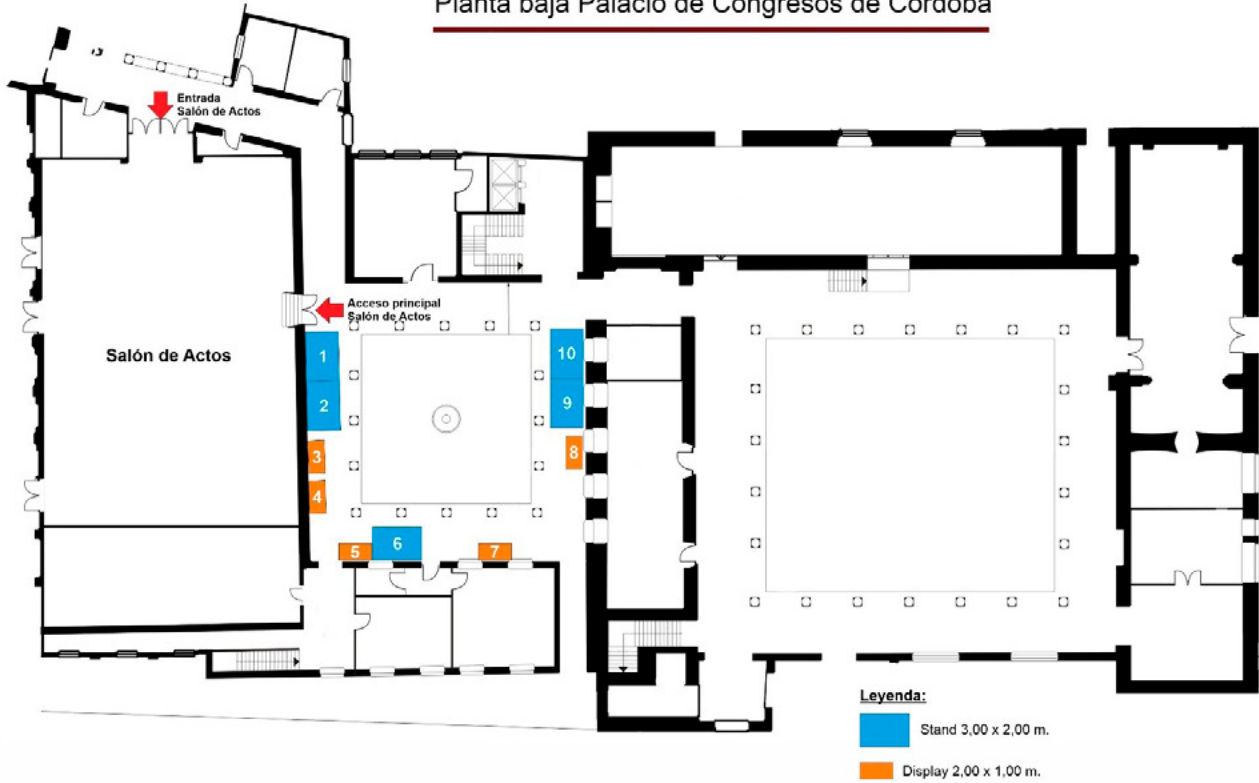 Planta baja Palacio de Congresos de Córdoba
Entrada
Salón de Actos
Acceso principal
Salón de Actos
Salón de Actos
1
2
3
4
5
6
7
8
9
10
Leyenda:
Stand 3,00 x 2,00 m.
Display 2,00 x 1,00 m.